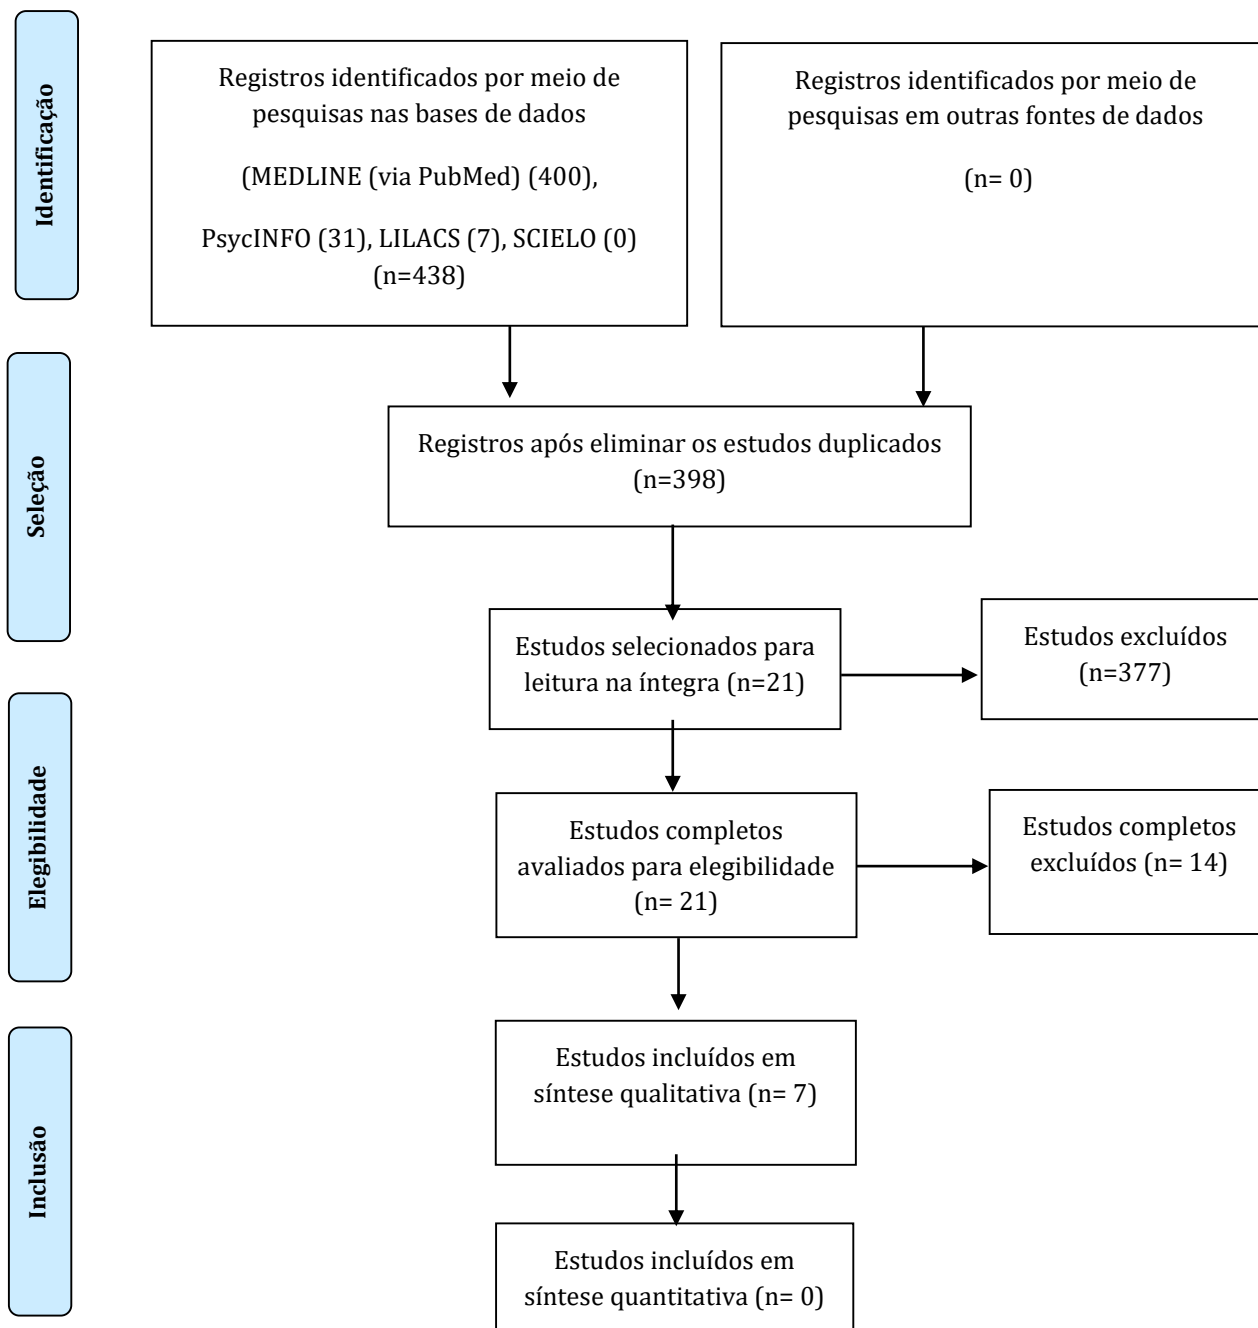 Identificação
Registros identificados por meio de
pesquisas nas bases de dados
(MEDLINE (via PubMed) (400),
PsycINFO (31), LILACS (7), SCIELO (0)
(n=438)
Registros identificados por meio de
pesquisas em outras fontes de dados
(n= 0)
Seleção
Registros após eliminar os estudos duplicados
(n=398)
Estudos selecionados para
leitura na íntegra (n=21)
Estudos excluídos
(n=377)
Elegibilidade
Estudos completos
avaliados para elegibilidade
(n= 21)
Estudos completos
excluídos (n= 14)
Inclusão
Estudos incluídos em
síntese qualitativa (n= 7)
Estudos incluídos em
síntese quantitativa (n= 0)